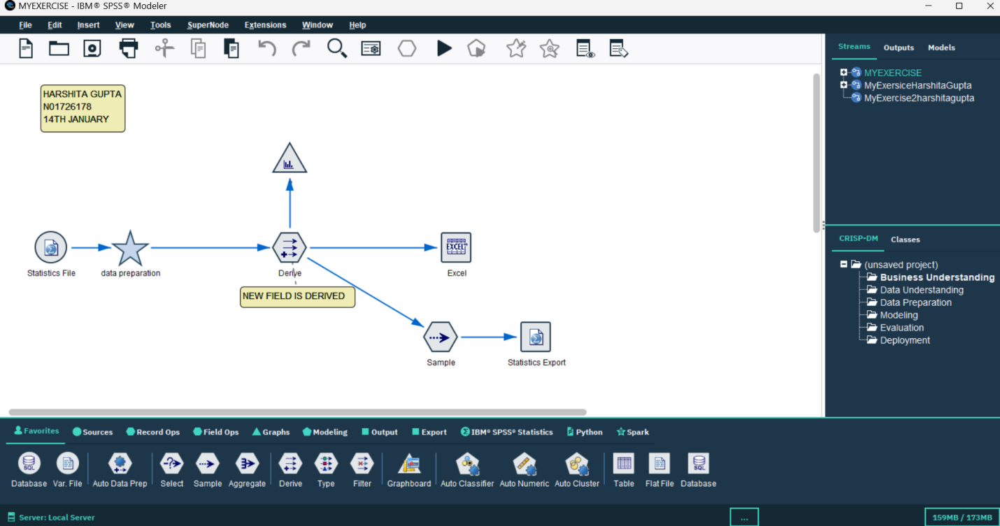 MYEXERCISE - IBM® SPSS® Modeler
File Edit Insert View Tools SuperNode Extensions Window Help
Streams Outputs Models
MYEXERCISE
MyExersiceHarshitaGupta
MyExercise2harshitagupta
HARSHITA GUPTA
N01726178
14TH JANUARY
Statistics File
data preparation
Derive
EXCEL™
Excel
NEW FIELD IS DERIVED
Sample
Statistics Export
CRISP-DM Classes
(unsaved project)
Business Understanding
Data Understanding
Data Preparation
Modeling
Evaluation
Deployment
Favorites Sources Record Ops Field Ops Graphs Modeling Output Export IBM® SPSS® Statistics Python Spark
SQL SQL
Database Var. File Auto Data Prep Select Sample Aggregate Derive Type Filter Graphboard Auto Classifier Auto Numeric Auto Cluster Table Flat File Database
Server: Local Server ... 159MB / 173MB